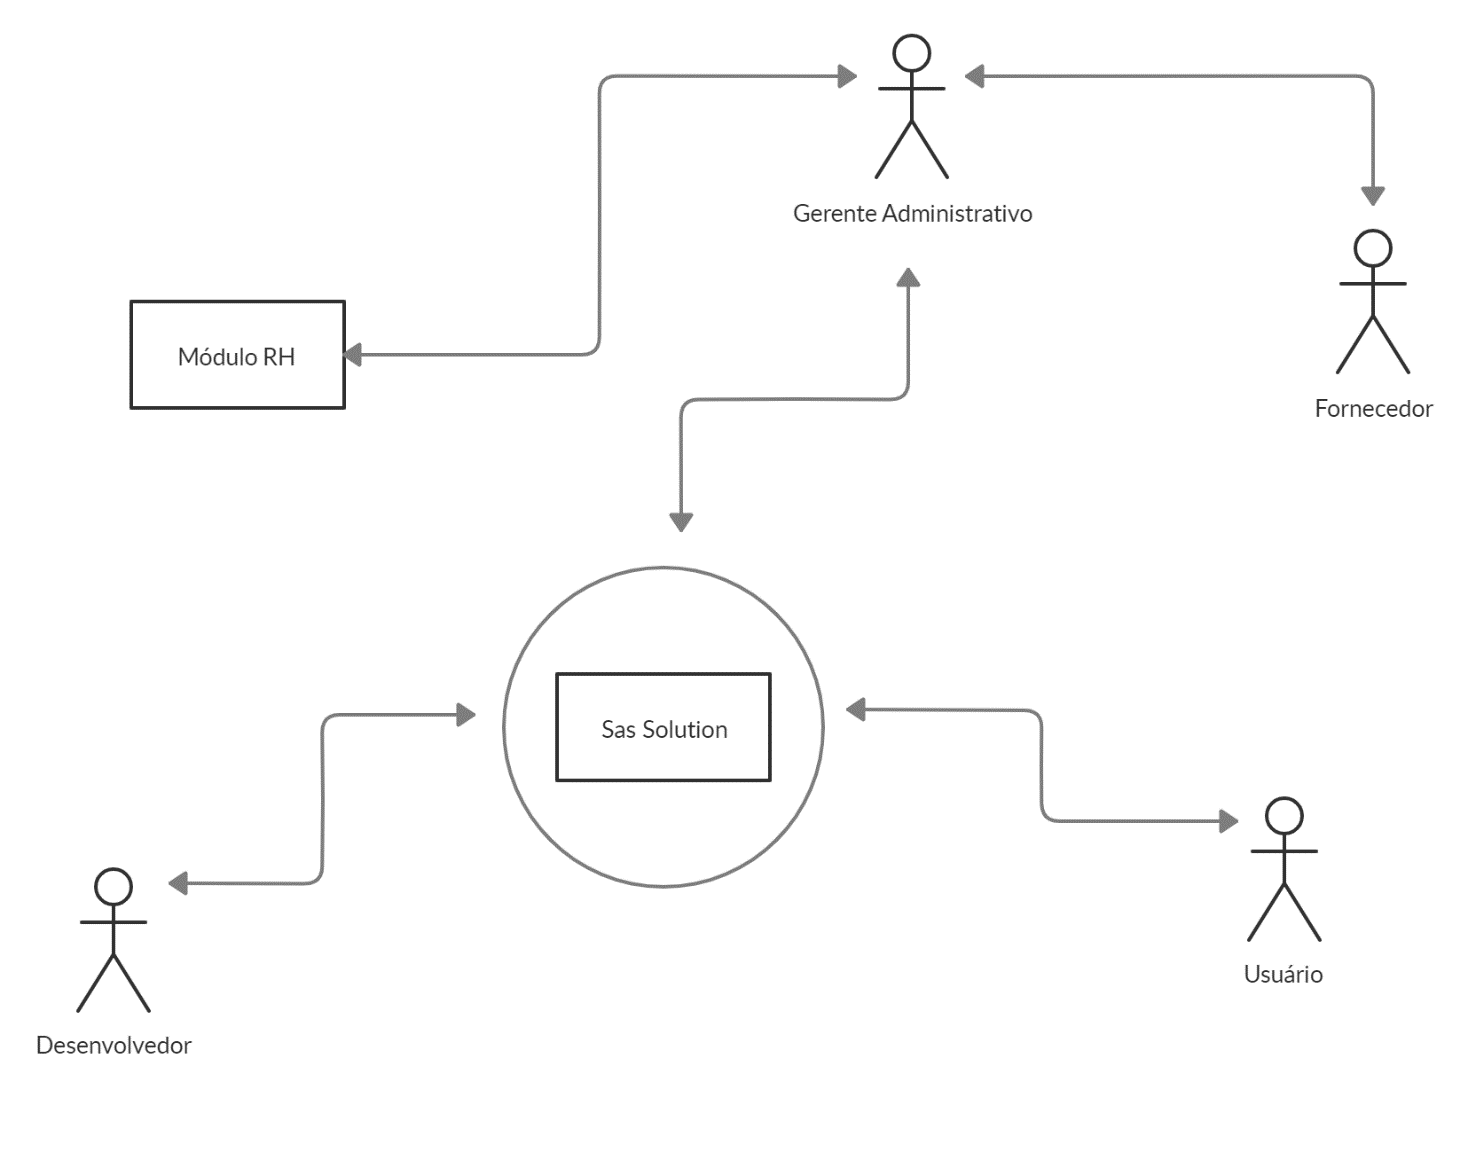 Gerente Administrativo
Módulo RH
Fornecedor
Sas Solution
Usuário
Desenvolvedor